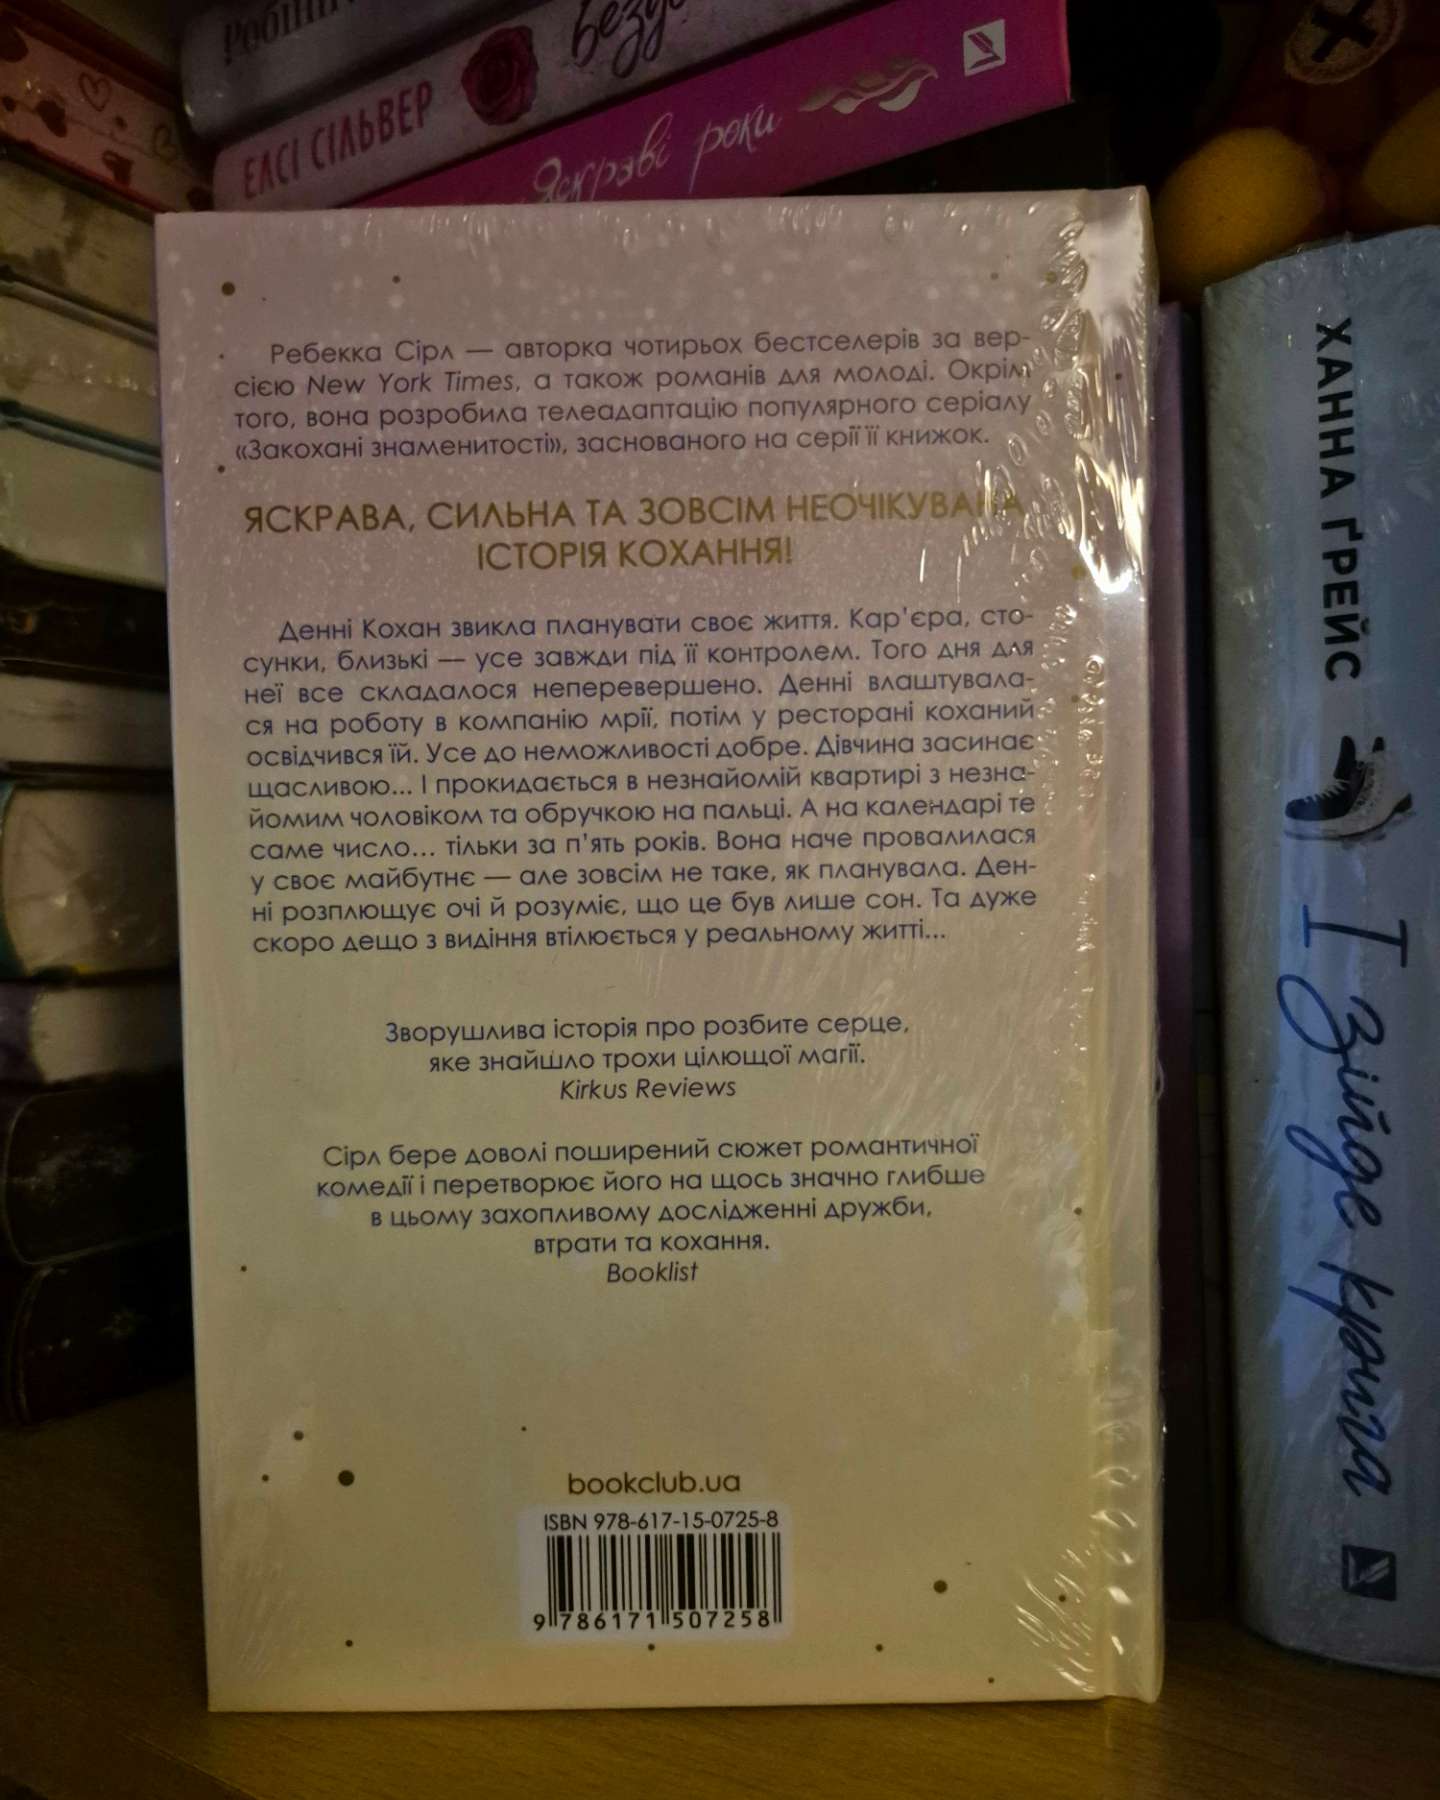 ЕЛСІ СІЛЬВЕР
Яскраві роки
Ребекка Сірл — авторка чотирьох бестселерів за вер-
сією New York Times, а також романів для молоді. Окрім
того, вона розробила телеадаптацію популярного серіалу
«Закохані знаменитості», заснованого на серії її книжок.
ЯСКРАВА, СИЛЬНА ТА ЗОВСІМ НЕОЧІКУВАНА
ІСТОРІЯ КОХАННЯ!
Денні Кохан звикла планувати своє життя. Кар'єра, сто-
сунки, близькі — усе завжди під її контролем. Того дня для
неї все складалося неперевершено. Денні влаштувала-
ся на роботу в компанію мрії, потім у ресторані коханий
освідчився їй. Усе до неможливості добре. Дівчина засинає
щасливою... І прокидається в незнайомій квартирі з незна-
йомим чоловіком та обручкою на пальці. А на календарі те
саме число... тільки за п'ять років. Вона наче провалилася
у своє майбутнє — але зовсім не таке, як планувала. Ден-
ні розплющує очі й розуміє, що це був лише сон. Та дуже
скоро дещо з видіння втілюється у реальному житті...
Зворушлива історія про розбите серце,
яке знайшло трохи цілющої магії.
Kirkus Reviews
Сірл бере доволі поширений сюжет романтичної
комедії і перетворює його на щось значно глибше
в цьому захопливому дослідженні дружби,
втрати та кохання.
Booklist
bookclub.ua
ISBN 978-617-15-0725-8
9 786171 507258
ХАННА ҐРЕЙС
І зійде крига